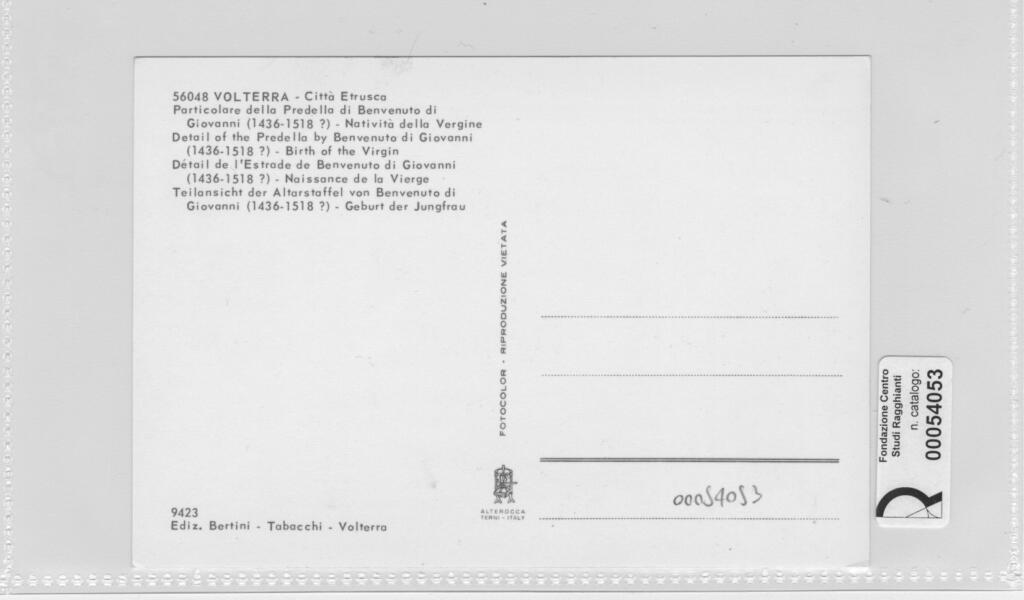 56048 VOLTERRA - Città Etrusca
Particolare della Predella di Benvenuto di
Giovanni (1436-1518 ?) - Natività della Vergine
Detail of the Predella by Benvenuto di Giovanni
(1436-1518 ?) - Birth of the Virgin
Détail de l'Estrade de Benvenuto di Giovanni
(1436-1518 ?) - Naissance de la Vierge
Teilansicht der Altarstaffel von Benvenuto di
Giovanni (1436-1518 ?) - Geburt der Jungfrau
9423
Ediz. Bertini - Tabacchi - Volterra
FOTOCOLOR - RIPRODUZIONE VIETATA
ALTEROCCA
TERNI - ITALY
00054053
Fondazione Centro
Studi Ragghianti
n. catalogo:
00054053